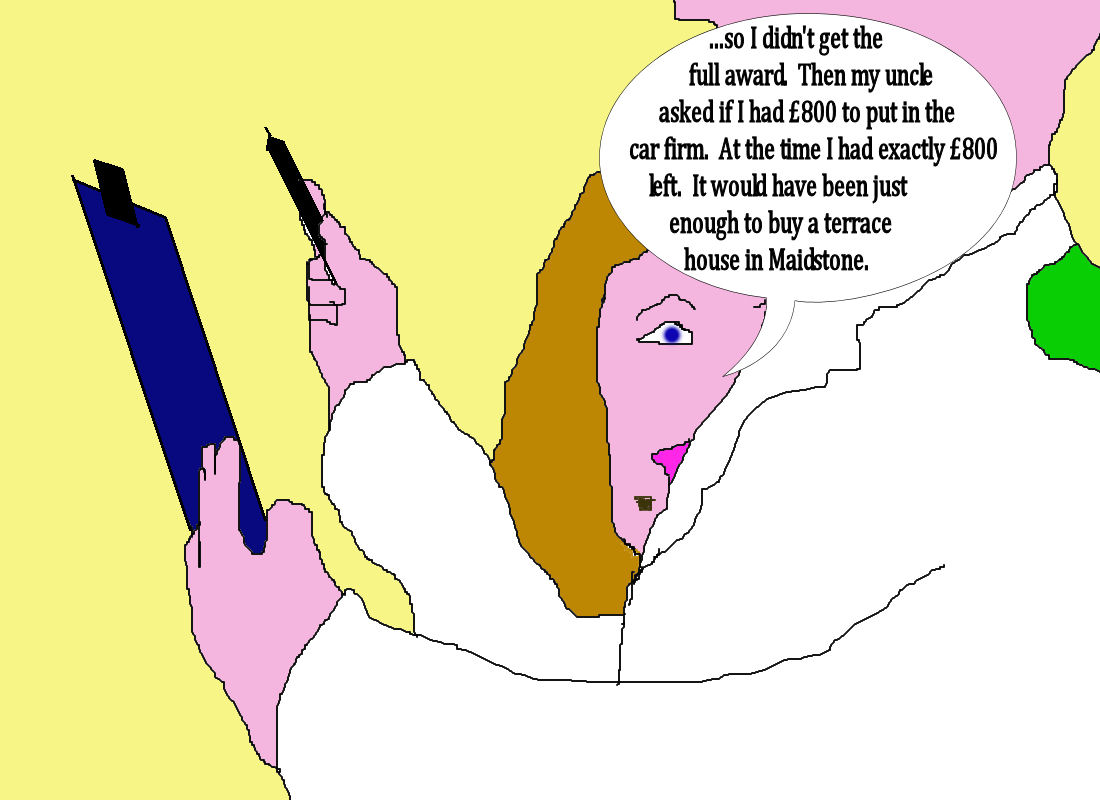 ...so I didn't get the
full award.  Then my uncle
asked if I had £800 to put in the
car firm.  At the time I had exactly £800
left.  It would have been just
enough to buy a terrace
house in Maidstone.